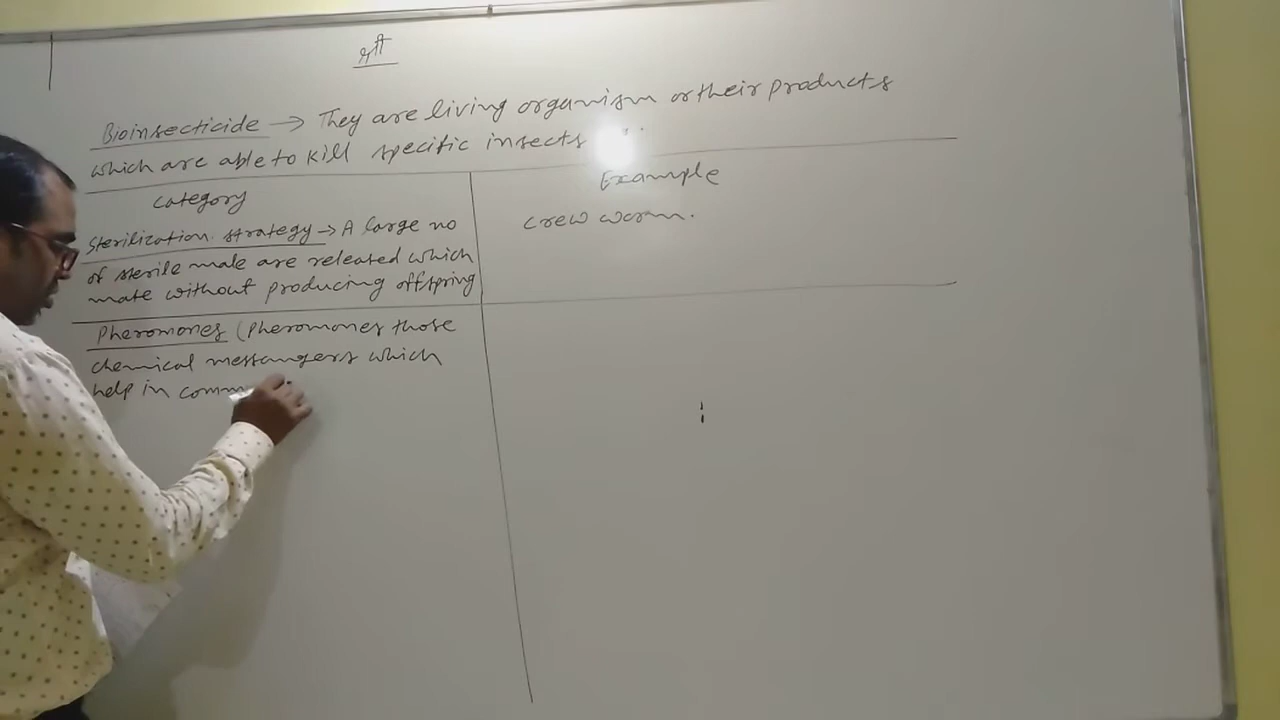 श्री
Bioinsecticide → They are living organism or their products
which are able to kill specific insects
category
Example
Sterilization strategy → A large no
of sterile male are released which
mate without producing offspring
Crew worm.
Pheromones (Pheromones those
chemical messangers which
help in comm